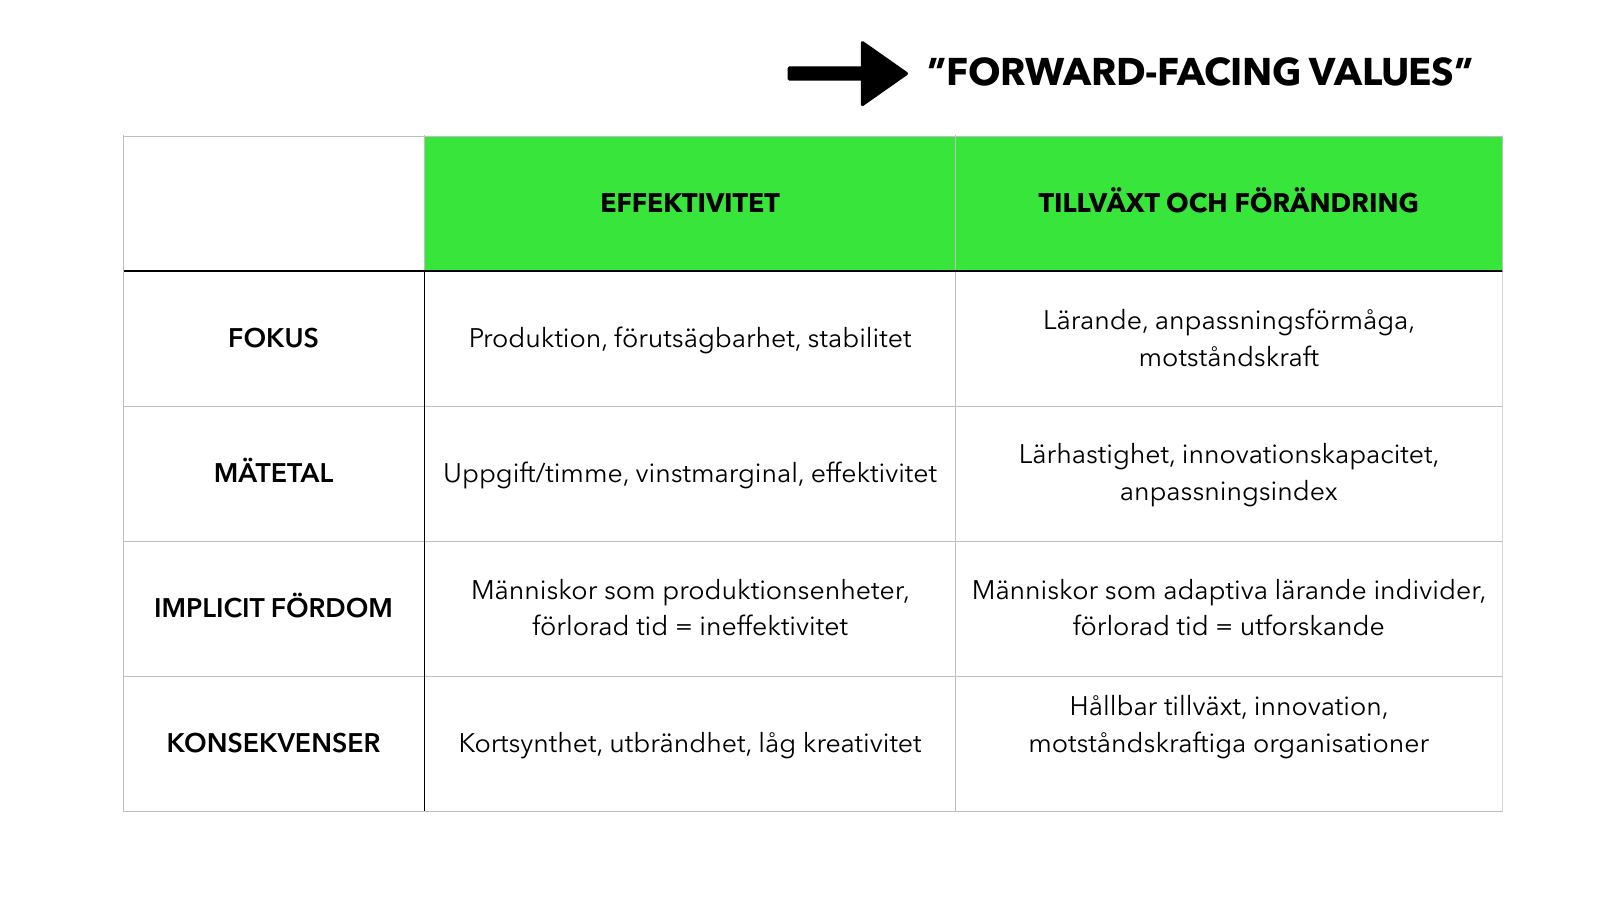 ”FORWARD-FACING VALUES”
EFFEKTIVITET
TILLVÄXT OCH FÖRÄNDRING
FOKUS
Produktion, förutsägbarhet, stabilitet
Lärande, anpassningsförmåga,
motståndskraft
MÄTETAL
Uppgift/timme, vinstmarginal, effektivitet
Lärhastighet, innovationskapacitet,
anpassningsindex
IMPLICIT FÖRDOM
Människor som produktionsenheter,
förlorad tid = ineffektivitet
Människor som adaptiva lärande individer,
förlorad tid = utforskande
KONSEKVENSER
Kortsynthet, utbrändhet, låg kreativitet
Hållbar tillväxt, innovation,
motståndskraftiga organisationer